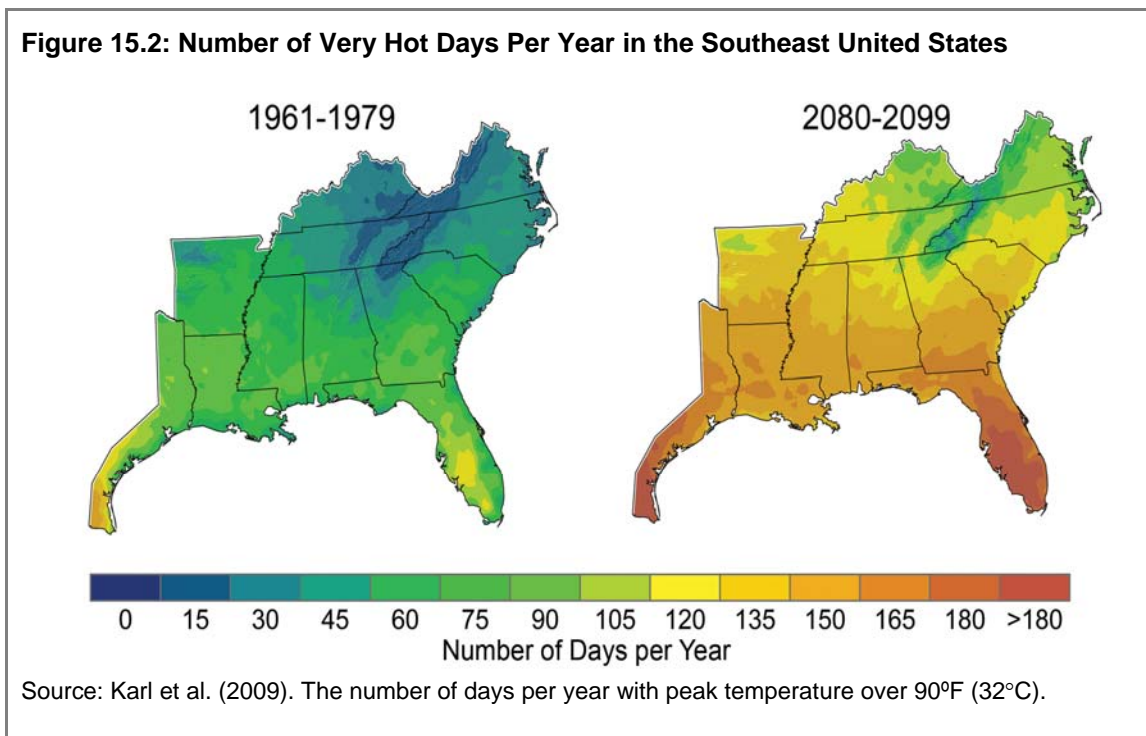 Figure 15.2: Number of Very Hot Days Per Year in the Southeast United States
1961-1979
2080-2099
0 15 30 45 60 75 90 105 120 135 150 165 180 >180
Number of Days per Year
Source: Karl et al. (2009). The number of days per year with peak temperature over 90ºF (32°C).